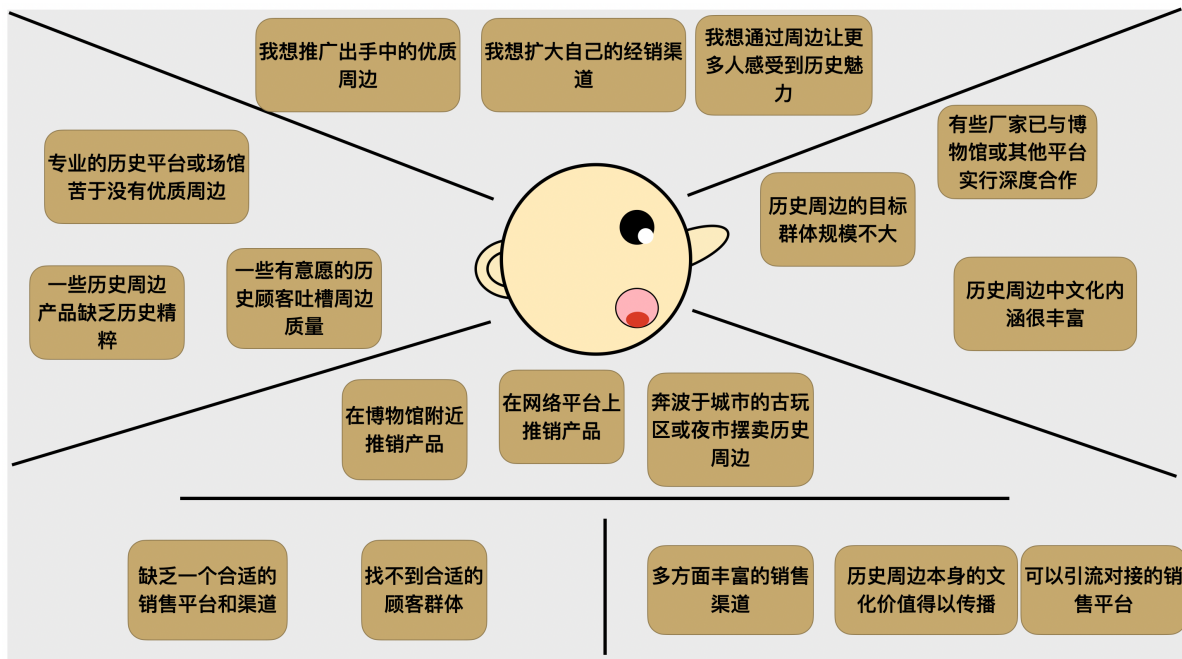 我想推广出手中的优质
周边
我想扩大自己的经销渠
道
我想通过周边让更
多人感受到历史魅
力
专业的历史平台或场馆
苦于没有优质周边
一些历史周边
产品缺乏历史精
粹
一些有意愿的历
史顾客吐槽周边
质量
有些厂家已与博
物馆或其他平台
实行深度合作
历史周边的目标
群体规模不大
历史周边中文化内
涵很丰富
在博物馆附近
推销产品
在网络平台上
推销产品
奔波于城市的古玩
区或夜市摆卖历史
周边
缺乏一个合适的
销售平台和渠道
找不到合适的
顾客群体
多方面丰富的销售
渠道
历史周边本身的文
化价值得以传播
可以引流对接的销
售平台